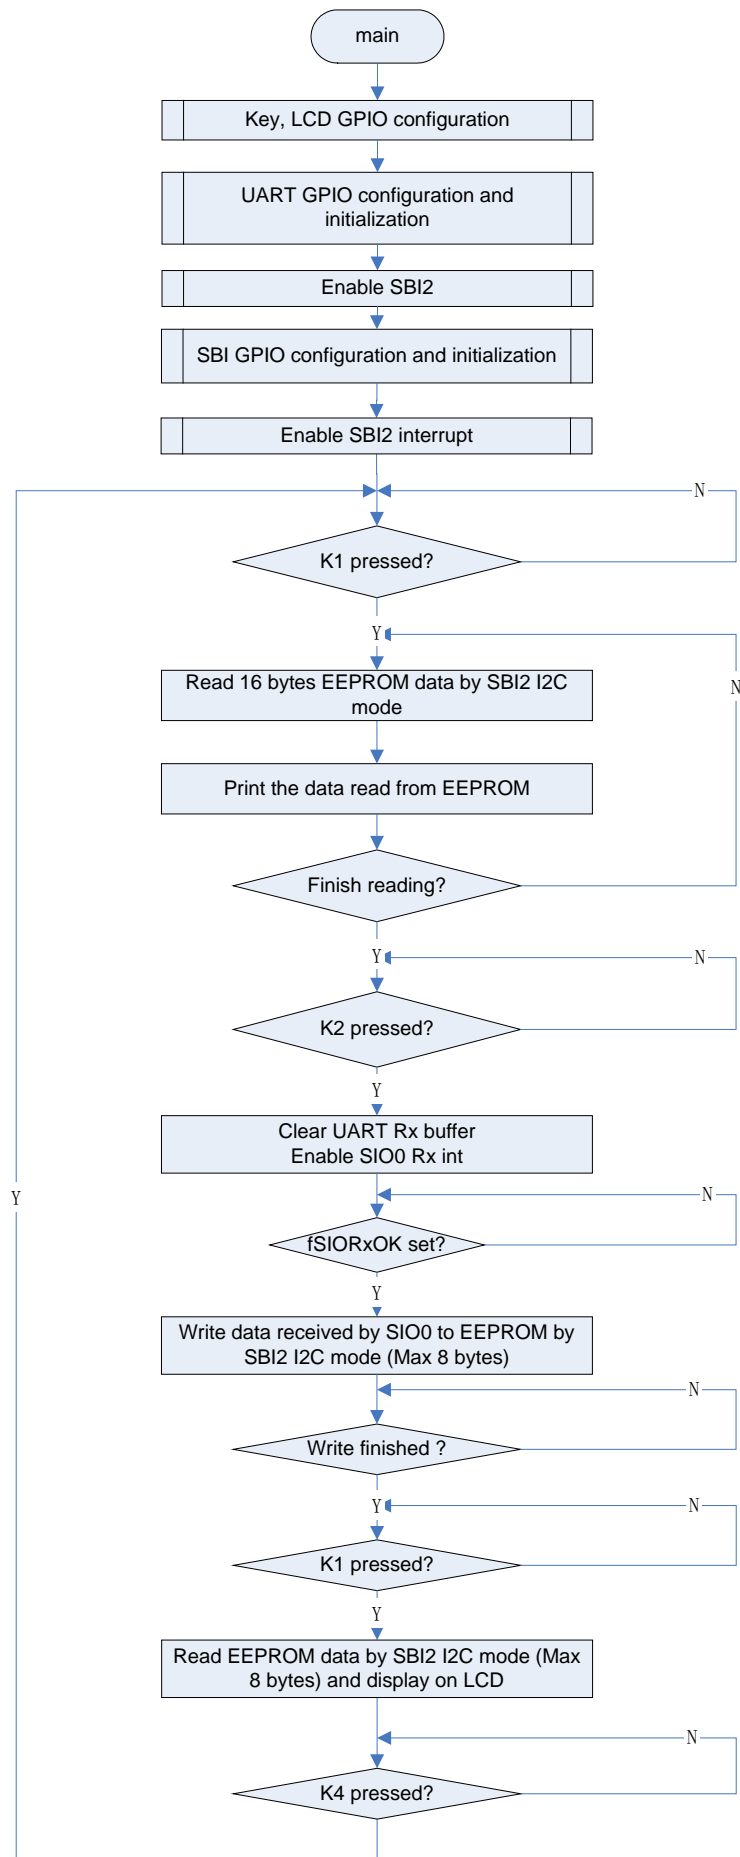 main
Key, LCD GPIO configuration
UART GPIO configuration and
initialization
Enable SBI2
SBI GPIO configuration and initialization
Enable SBI2 interrupt
N
K1 pressed?
Y
Read 16 bytes EEPROM data by SBI2 I2C
mode
N
Print the data read from EEPROM
Finish reading?
Y
N
K2 pressed?
Y
Clear UART Rx buffer
Enable SIO0 Rx int
Y
N
fSIORxOK set?
Y
Write data received by SIO0 to EEPROM by
SBI2 I2C mode (Max 8 bytes)
N
Write finished ?
Y
N
K1 pressed?
Y
Read EEPROM data by SBI2 I2C mode (Max
8 bytes) and display on LCD
N
K4 pressed?